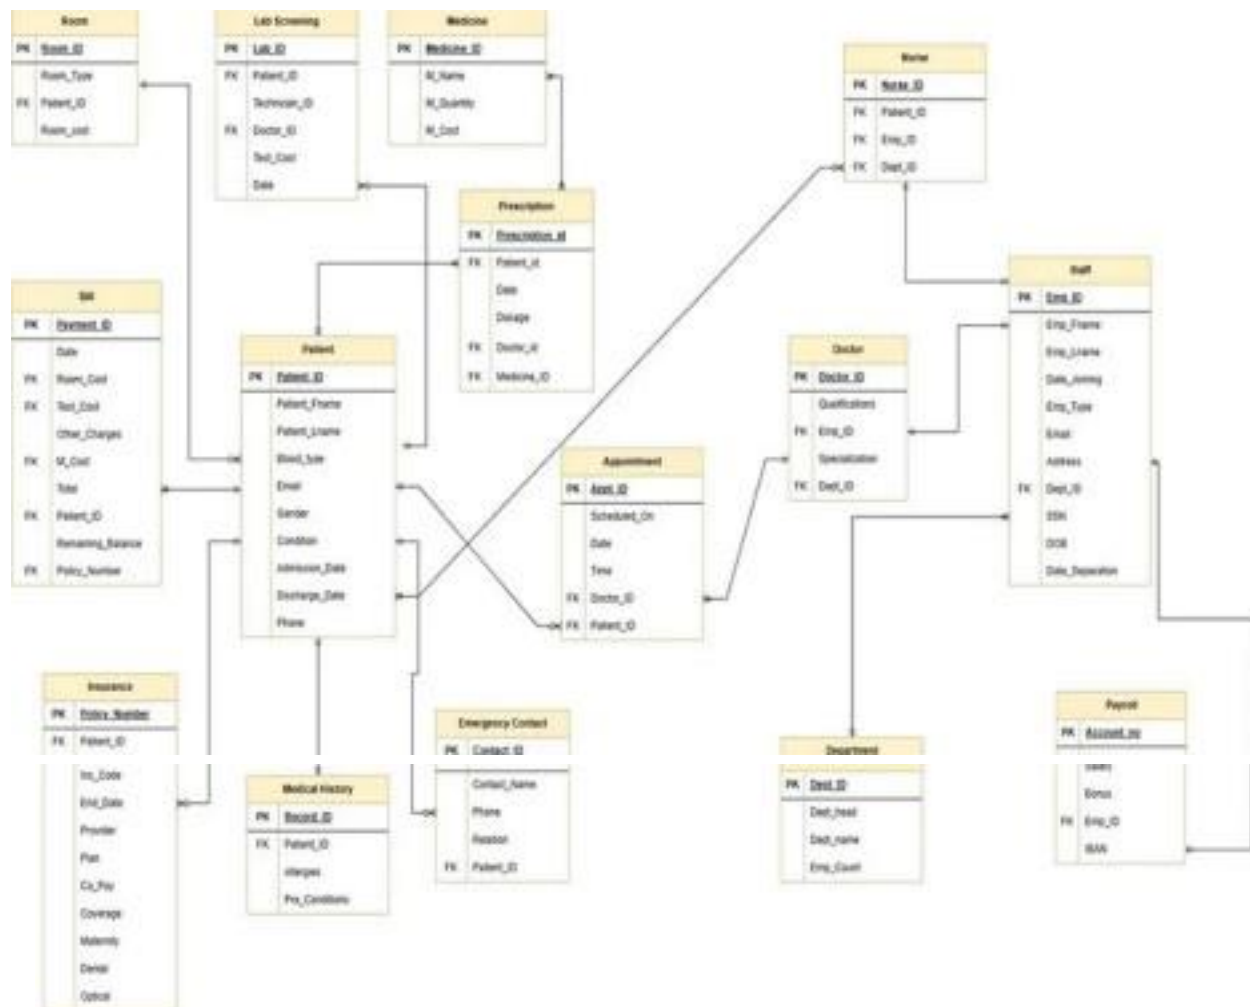 Room
PK Room_ID
Room_Type
FK Patient_ID
Room_cost
Lab Screening
PK Lab_ID
FK Patient_ID
Technician_ID
FK Doctor_ID
Test_Cost
Date
Medicine
PK Medicine_ID
M_Name
M_Quantity
M_Cost
Nurse
PK Nurse_ID
FK Patient_ID
FK Emp_ID
FK Dept_ID
Prescription
PK Prescription_id
FK Patient_id
Date
Dosage
FK Doctor_id
FK Medicine_ID
Staff
PK Emp_ID
Emp_Fname
Emp_Lname
Date_Joining
Emp_Type
Email
Address
FK Dept_ID
SSN
DOB
Date_Separation
Bill
PK Payment_ID
Date
FK Room_Cost
FK Test_Cost
Other_Charges
FK M_Cost
Total
FK Patient_ID
Remaining_Balance
FK Policy_Number
Patient
PK Patient_ID
Patient_Fname
Patient_Lname
Blood_type
Email
Gender
Condition
Admission_Date
Discharge_Date
Phone
Doctor
PK Doctor_ID
Qualifications
FK Emp_ID
Specialization
FK Dept_ID
Appointment
PK Appt_ID
Scheduled_On
Date
Time
FK Doctor_ID
FK Patient_ID
Insurance
PK Policy_Number
FK Patient_ID
Ins_Code
End_Date
Provider
Plan
Co_Pay
Coverage
Maternity
Dental
Optical
Medical History
PK Record_ID
FK Patient_ID
Allergies
Pre_Conditions
Emergency Contact
PK Contact_ID
Contact_Name
Phone
Relation
FK Patient_ID
Department
PK Dept_ID
Dept_head
Dept_name
Emp_Count
Payroll
PK Account_no
Salary
Bonus
FK Emp_ID
IBAN